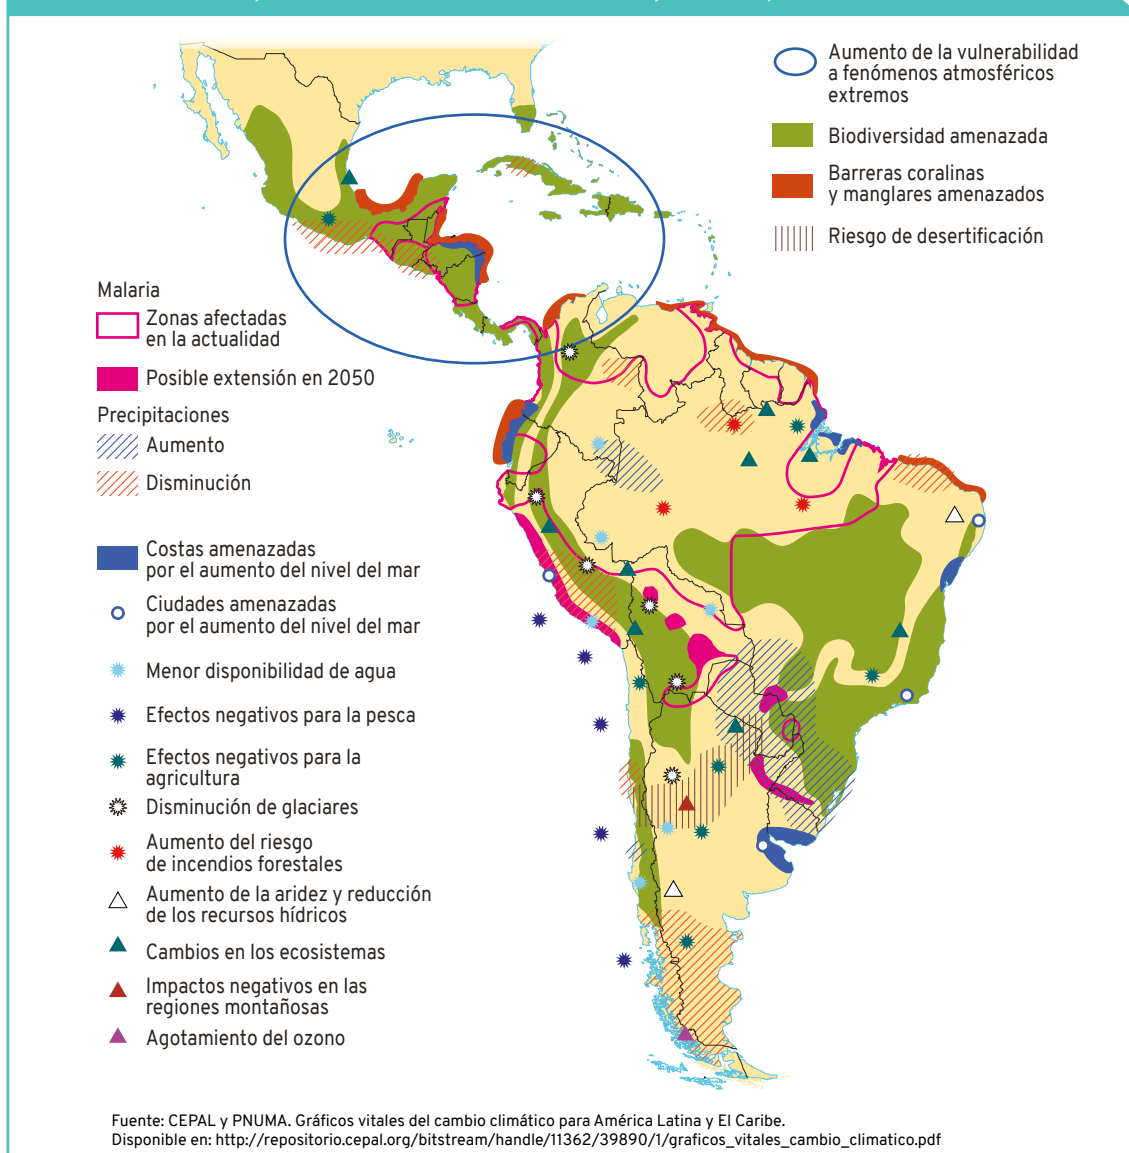 Aumento de la vulnerabilidad
a fenómenos atmosféricos
extremos
Biodiversidad amenazada
Barreras coralinas
y manglares amenazados
Riesgo de desertificación
Malaria
Zonas afectadas
en la actualidad
Posible extensión en 2050
Precipitaciones
Aumento
Disminución
Costas amenazadas
por el aumento del nivel del mar
Ciudades amenazadas
por el aumento del nivel del mar
Menor disponibilidad de agua
Efectos negativos para la pesca
Efectos negativos para la
agricultura
Disminución de glaciares
Aumento del riesgo
de incendios forestales
Aumento de la aridez y reducción
de los recursos hídricos
Cambios en los ecosistemas
Impactos negativos en las
regiones montañosas
Agotamiento del ozono
Fuente: CEPAL y PNUMA. Gráficos vitales del cambio climático para América Latina y El Caribe.
Disponible en: http://repositorio.cepal.org/bitstream/handle/11362/39890/1/graficos_vitales_cambio_climatico.pdf